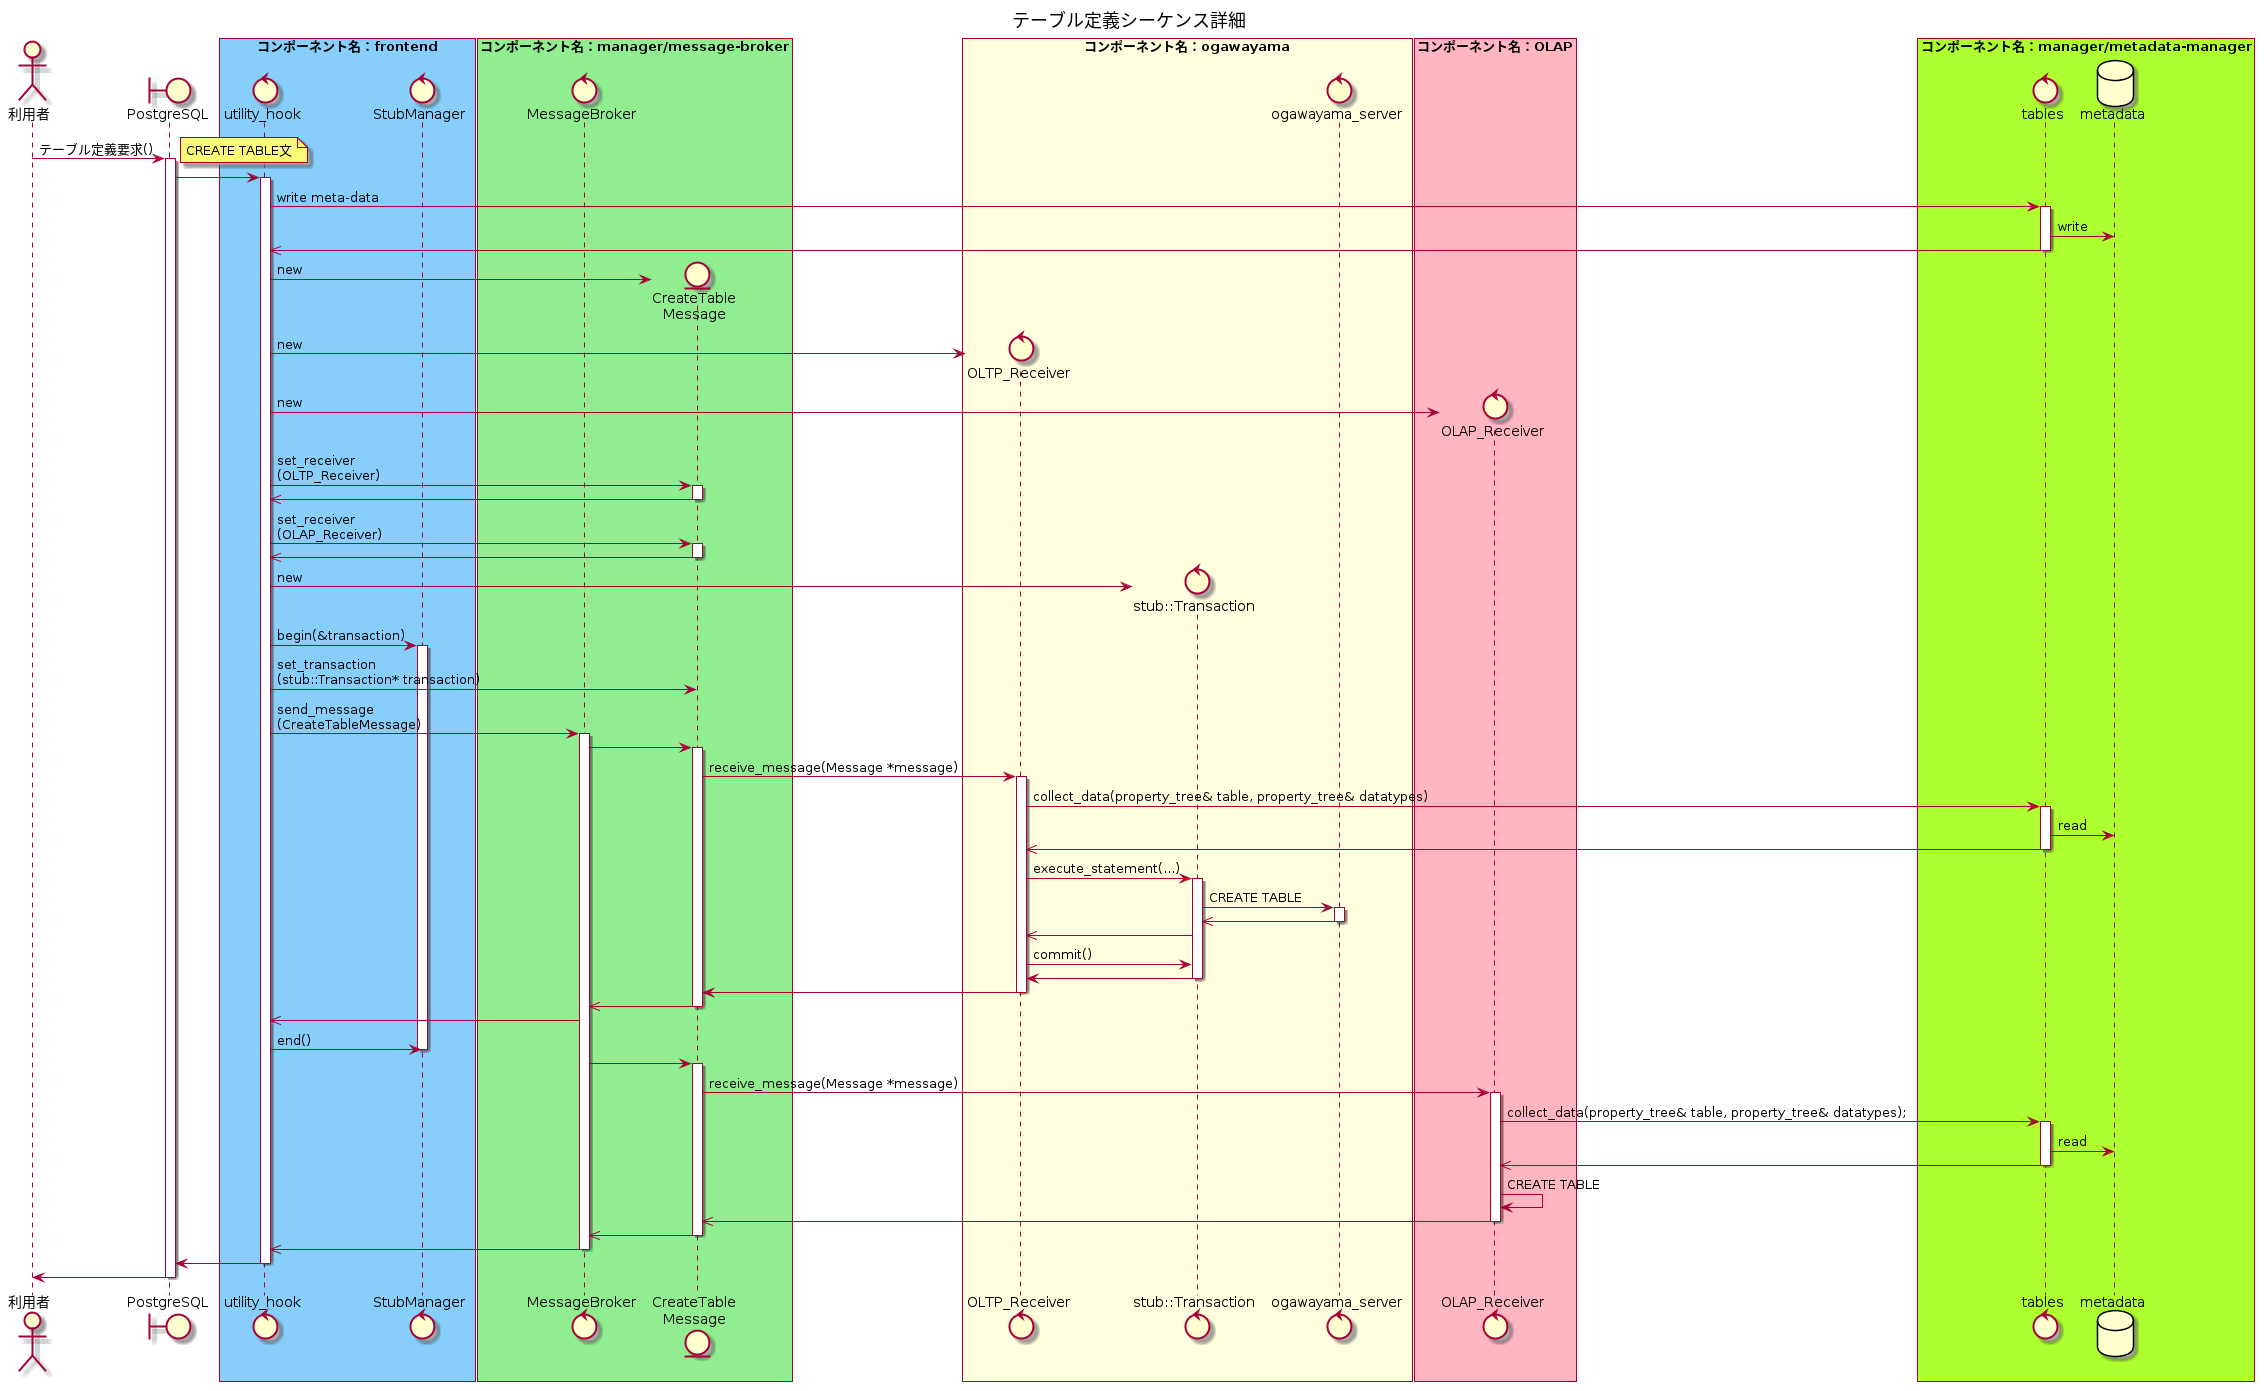 テーブル定義シーケンス詳細
コンポーネント名：frontend
コンポーネント名：manager/message-broker
コンポーネント名：ogawayama
コンポーネント名：OLAP
コンポーネント名：manager/metadata-manager
利用者
PostgreSQL
utility_hook
StubManager
MessageBroker
ogawayama_server
tables
metadata
テーブル定義要求()
CREATE TABLE文
write meta-data
write
new
CreateTable
Message
new
OLTP_Receiver
new
OLAP_Receiver
set_receiver
(OLTP_Receiver)
set_receiver
(OLAP_Receiver)
new
stub::Transaction
begin(&transaction)
set_transaction
(stub::Transaction* transaction)
send_message
(CreateTableMessage)
receive_message(Message *message)
collect_data(property_tree& table, property_tree& datatypes)
read
execute_statement(...)
CREATE TABLE
commit()
end()
receive_message(Message *message)
collect_data(property_tree& table, property_tree& datatypes);
read
CREATE TABLE
利用者
PostgreSQL
utility_hook
StubManager
MessageBroker
CreateTable
Message
OLTP_Receiver
stub::Transaction
ogawayama_server
OLAP_Receiver
tables
metadata